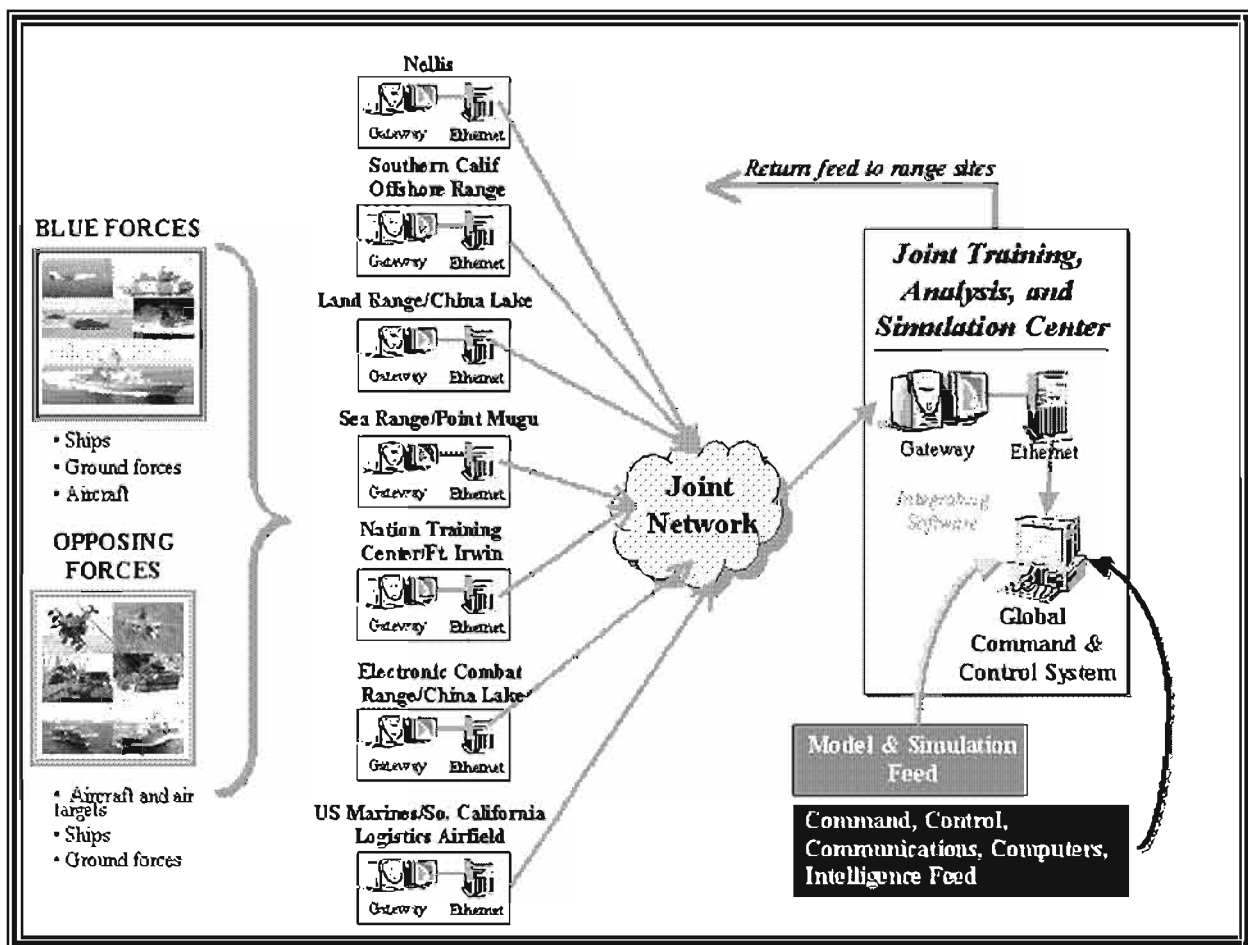 BLUE FORCES
• Ships
• Ground forces
• Aircraft
OPPOSING
FORCES
• Aircraft and air
targets
• Ships
• Ground forces
Nellis
Gateway Ethernet
Southern Calif
Offshore Range
Gateway Ethernet
Land Range/China Lake
Gateway Ethernet
Sea Range/Point Mugu
Gateway Ethernet
Nation Training
Center/Ft. Irwin
Gateway Ethernet
Electronic Combat
Range/China Lake
Gateway Ethernet
US Marines/So. California
Logistics Airfield
Gateway Ethernet
Joint
Network
Return feed to range sites
Joint Training,
Analysis, and
Simulation Center
Gateway Ethernet
Integrating
Software
Global
Command &
Control System
Model & Simulation
Feed
Command, Control,
Communications, Computers,
Intelligence Feed